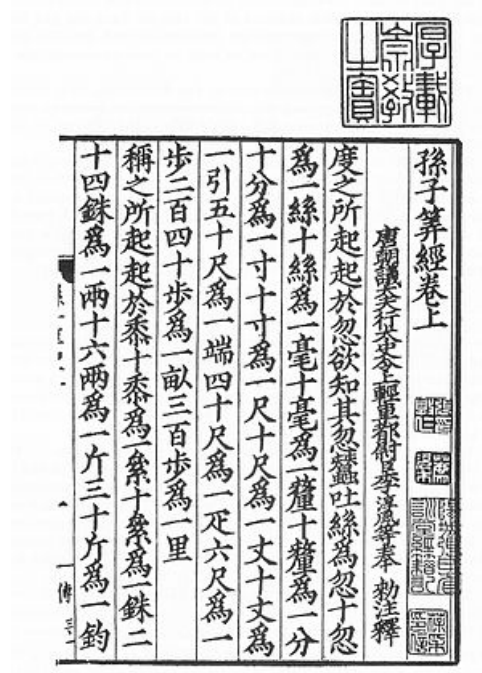 孫子筭經卷上
唐朝議大夫行太史令上輕車都尉臣李淳風等奉 勑注釋
度之所起起於忽欲知其忽蠶吐絲爲忽十忽
爲一絲十絲爲一毫十毫爲一釐十釐爲一分
十分爲一寸十寸爲一尺十尺爲一丈十丈爲
一引五十尺爲一端四十尺爲一疋六尺爲一
歩二百四十歩爲一畝三百歩爲一里
稱之所起起於黍十黍爲一絫十絫爲一銖二
十四銖爲一兩十六兩爲一斤三十斤爲一鈞